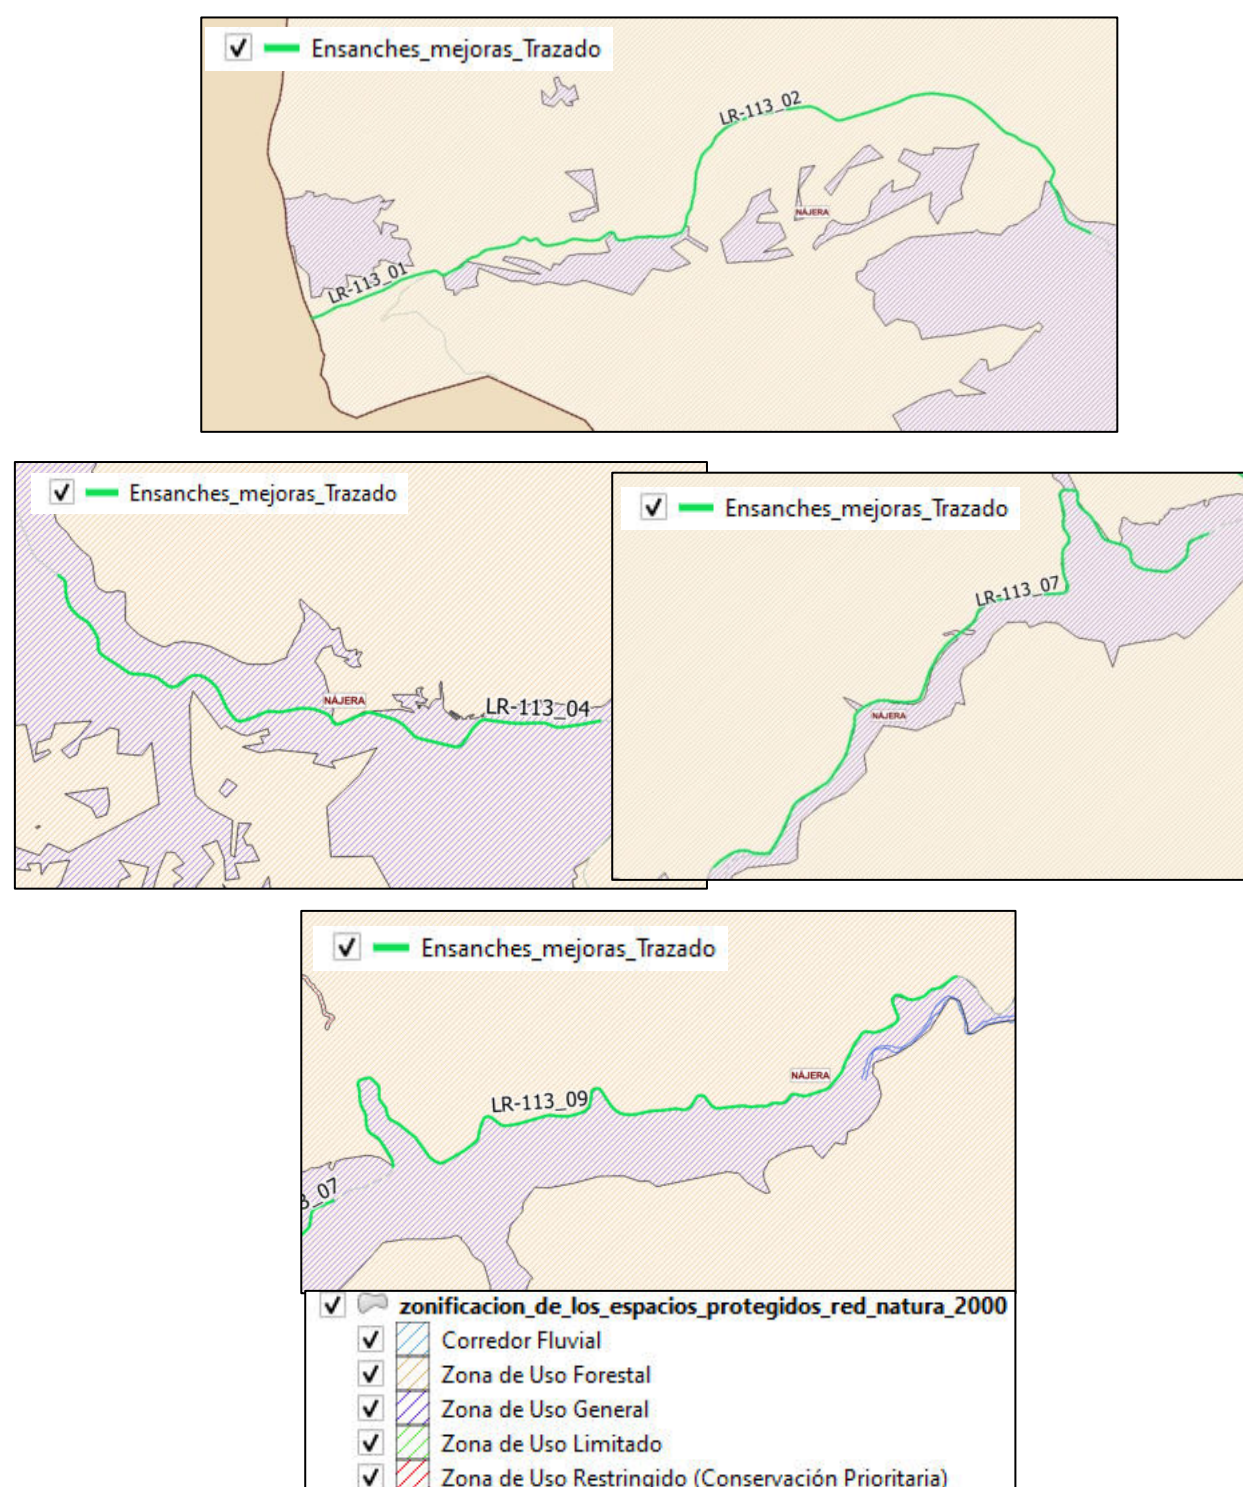 Ensanches_mejoras_Trazado
LR-113_02
NÁJERA
LR-113_01
Ensanches_mejoras_Trazado
NÁJERA
LR-113_04
Ensanches_mejoras_Trazado
LR-113_07
NÁJERA
Ensanches_mejoras_Trazado
NÁJERA
LR-113_09
3_07
zonificacion_de_los_espacios_protegidos_red_natura_2000
Corredor Fluvial
Zona de Uso Forestal
Zona de Uso General
Zona de Uso Limitado
Zona de Uso Restringido (Conservación Prioritaria)